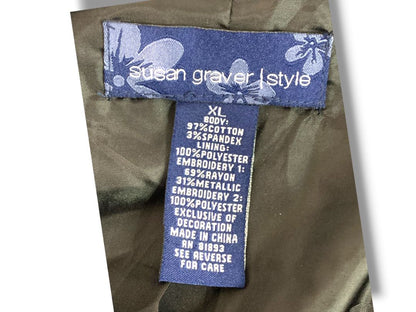 susan graver | style
XL
BODY:
97%COTTON
3%SPANDEX
LINING:
100%POLYESTER
EMBROIDERY 1:
69%RAYON
31%METALLIC
EMBROIDERY 2:
100%POLYESTER
EXCLUSIVE OF
DECORATION
MADE IN CHINA
RN 81893
SEE REVERSE
FOR CARE